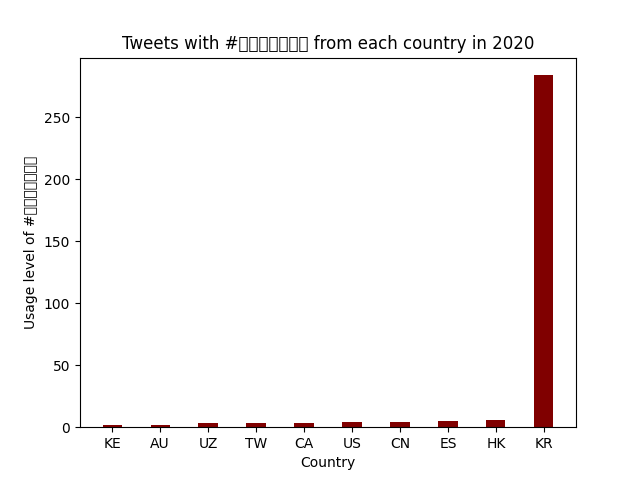 Tweets with #▯▯▯▯▯▯▯ from each country in 2020
Usage level of #▯▯▯▯▯▯▯
250
200
150
100
50
0
KE AU UZ TW CA US CN ES HK KR
Country